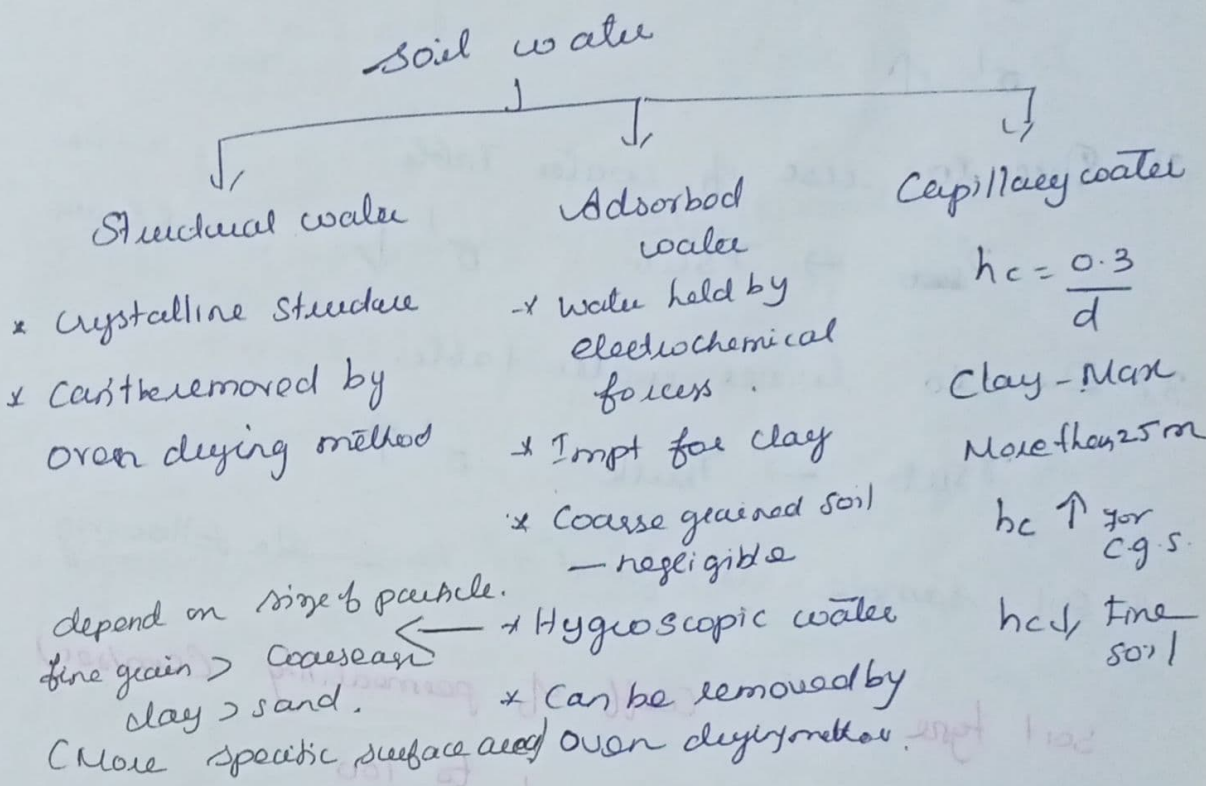 soil water
Structural water
* Crystalline Structure
* Can't be removed by
oven drying method
Adsorbed
water
* Water held by
electrochemical
forcess.
* Impt for clay
* Coarse grained soil
— negligible
* Hygroscopic water
* Can be removed by
oven drying method.
depend on size of particle.
fine grain > Coarse
clay > sand.
(More specific surface area)
Capillary water
hc = 0.3
d
Clay - Max
More than 25 m
hc ↑ for
c.g.s.
hc ↓ Fine
soil